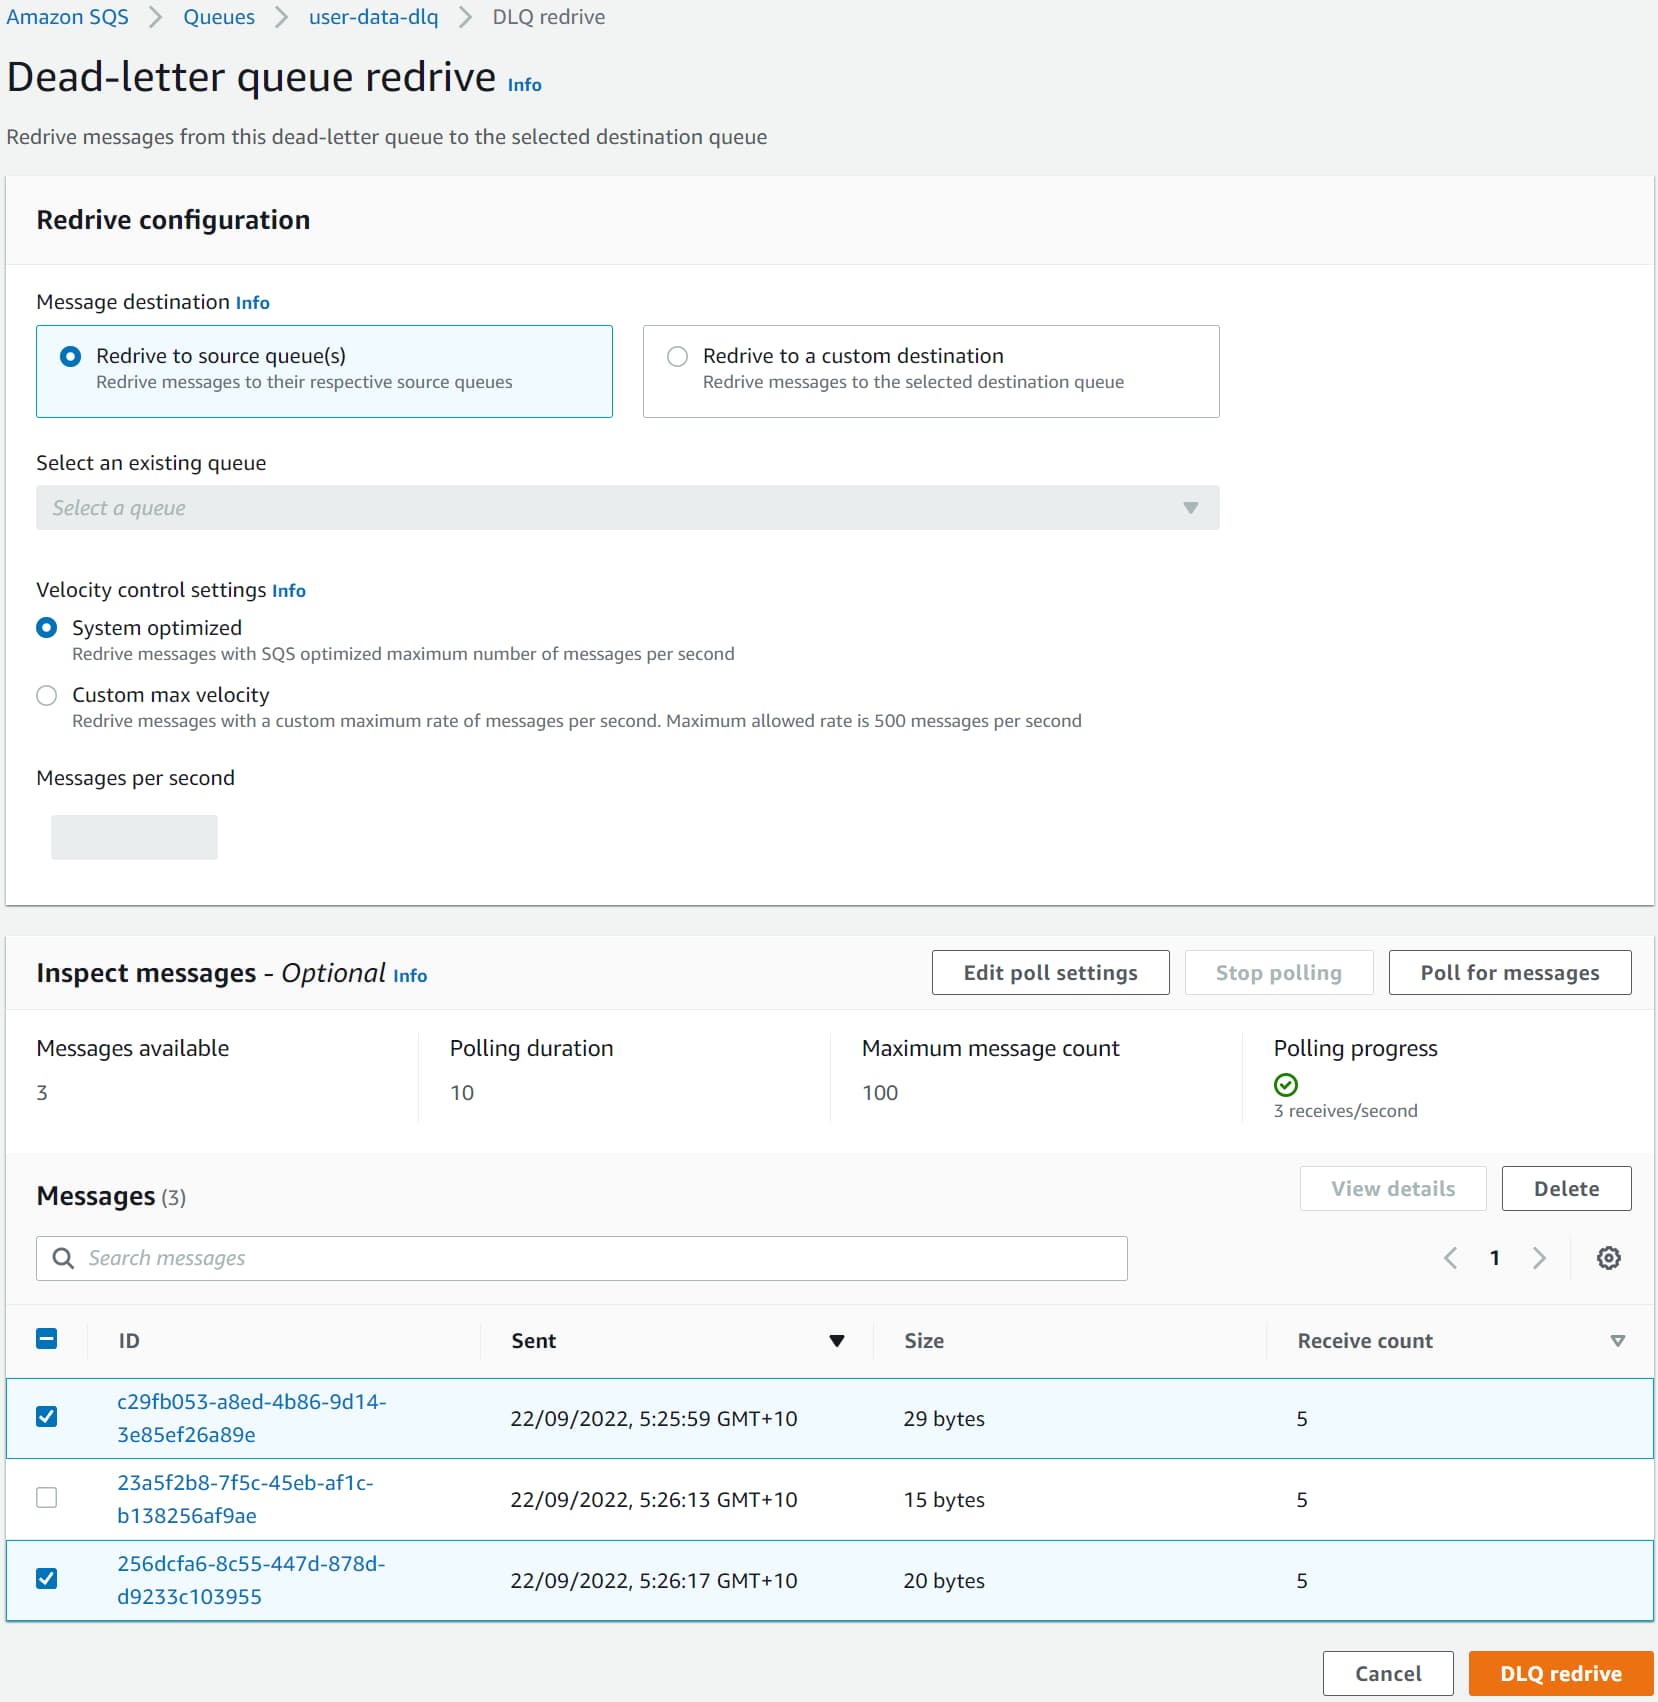 Amazon SQS > Queues > user-data-dlq > DLQ redrive
Dead-letter queue redrive Info
Redrive messages from this dead-letter queue to the selected destination queue
Redrive configuration
Message destination Info
Redrive to source queue(s)
Redrive messages to their respective source queues
Redrive to a custom destination
Redrive messages to the selected destination queue
Select an existing queue
Select a queue
Velocity control settings Info
System optimized
Redrive messages with SQS optimized maximum number of messages per second
Custom max velocity
Redrive messages with a custom maximum rate of messages per second. Maximum allowed rate is 500 messages per second
Messages per second
Inspect messages - Optional Info
Edit poll settings
Stop polling
Poll for messages
Messages available
3
Polling duration
10
Maximum message count
100
Polling progress
3 receives/second
Messages (3)
View details
Delete
Search messages
1
ID Sent Size Receive count
c29fb053-a8ed-4b86-9d14-
3e85ef26a89e
22/09/2022, 5:25:59 GMT+10
29 bytes
5
23a5f2b8-7f5c-45eb-af1c-
b138256af9ae
22/09/2022, 5:26:13 GMT+10
15 bytes
5
256dcfa6-8c55-447d-878d-
d9233c103955
22/09/2022, 5:26:17 GMT+10
20 bytes
5
Cancel
DLQ redrive